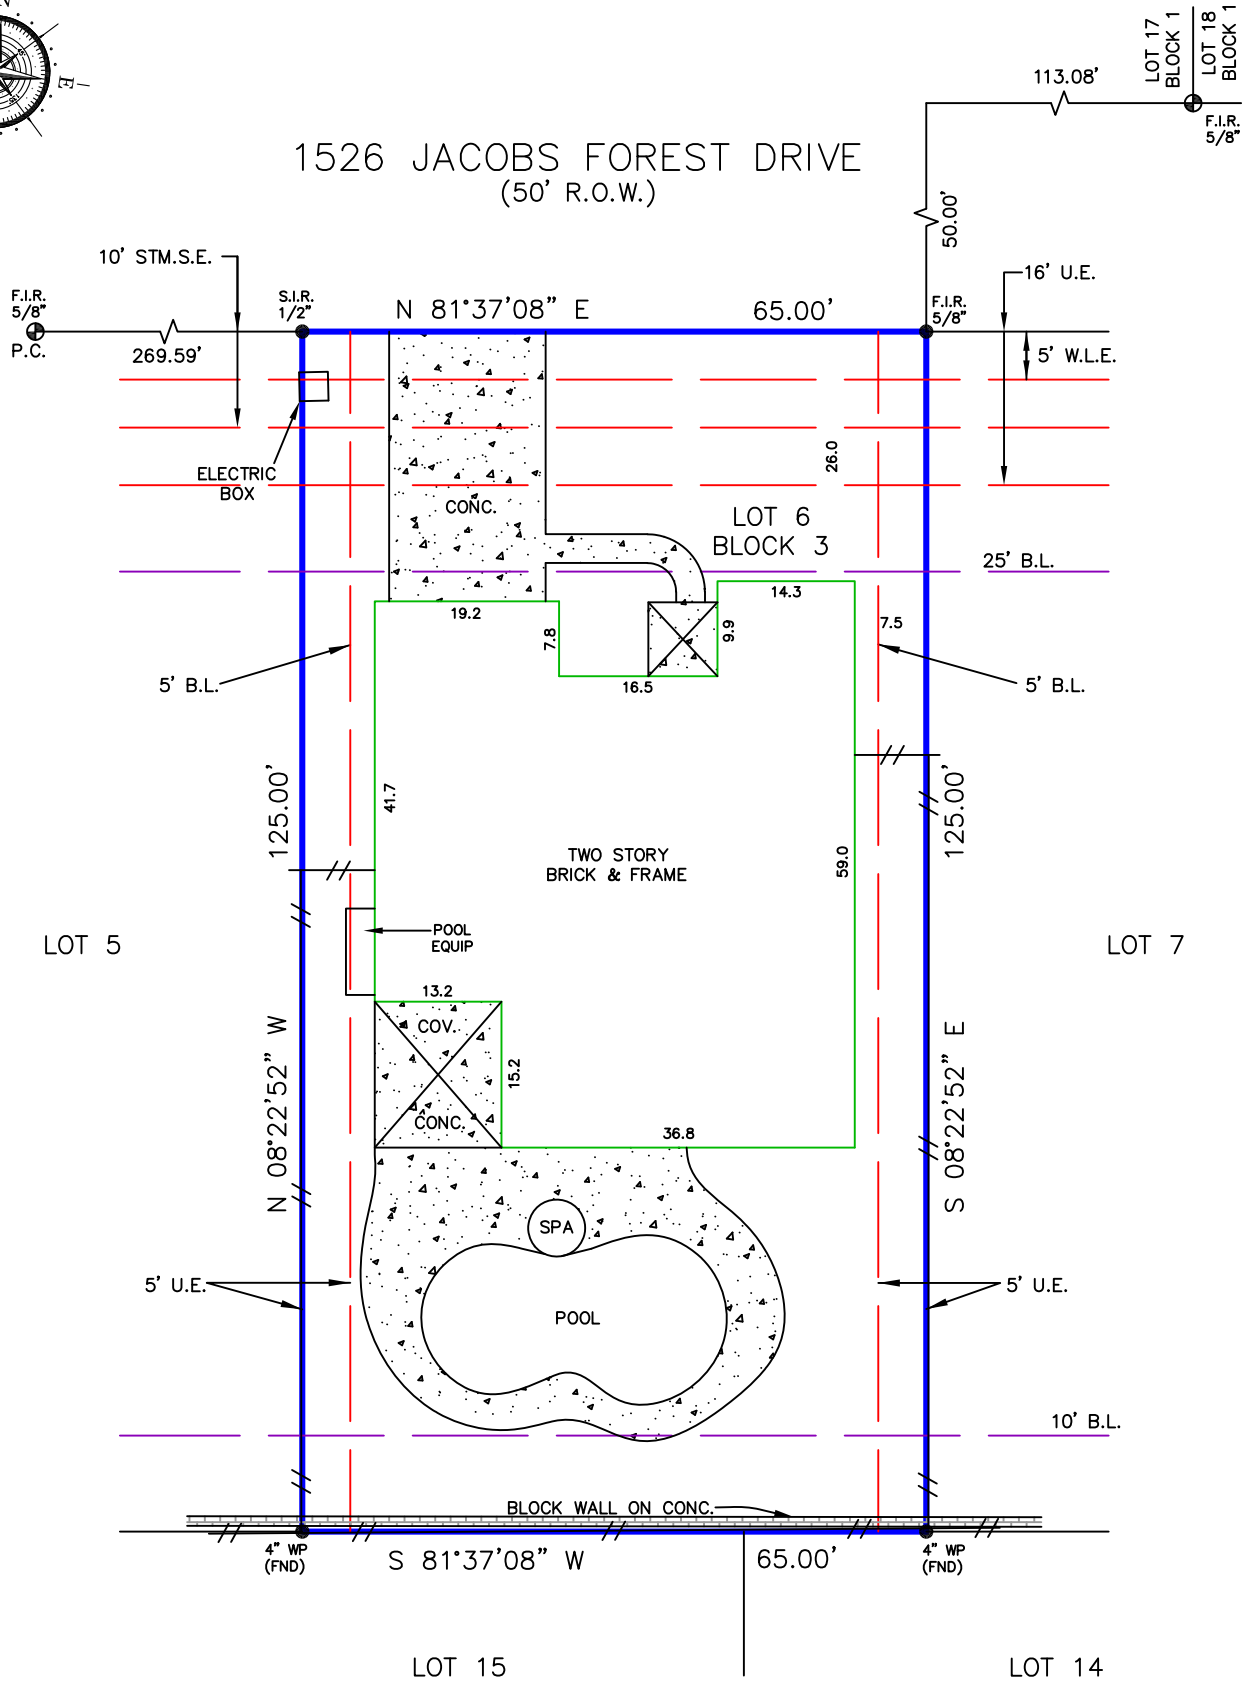 N
E
LOT 17
BLOCK 1
LOT 18
BLOCK 1
113.08'
F.I.R.
5/8"
1526 JACOBS FOREST DRIVE
(50' R.O.W.)
50.00'
10' STM.S.E.
16' U.E.
F.I.R.
5/8"
P.C.
269.59'
S.I.R.
1/2"
N 81°37'08" E
65.00'
F.I.R.
5/8"
5' W.L.E.
ELECTRIC
BOX
CONC.
26.0
LOT 6
BLOCK 3
25' B.L.
19.2
7.8
16.5
9.9
14.3
7.5
5' B.L.
5' B.L.
125.00'
41.7
TWO STORY
BRICK & FRAME
59.0
125.00'
LOT 5
POOL
EQUIP
LOT 7
13.2
COV.
CONC.
15.2
36.8
N 08°22'52" W
S 08°22'52" E
SPA
5' U.E.
5' U.E.
POOL
10' B.L.
BLOCK WALL ON CONC.
4" WP
(FND)
S 81°37'08" W
65.00'
4" WP
(FND)
LOT 15
LOT 14